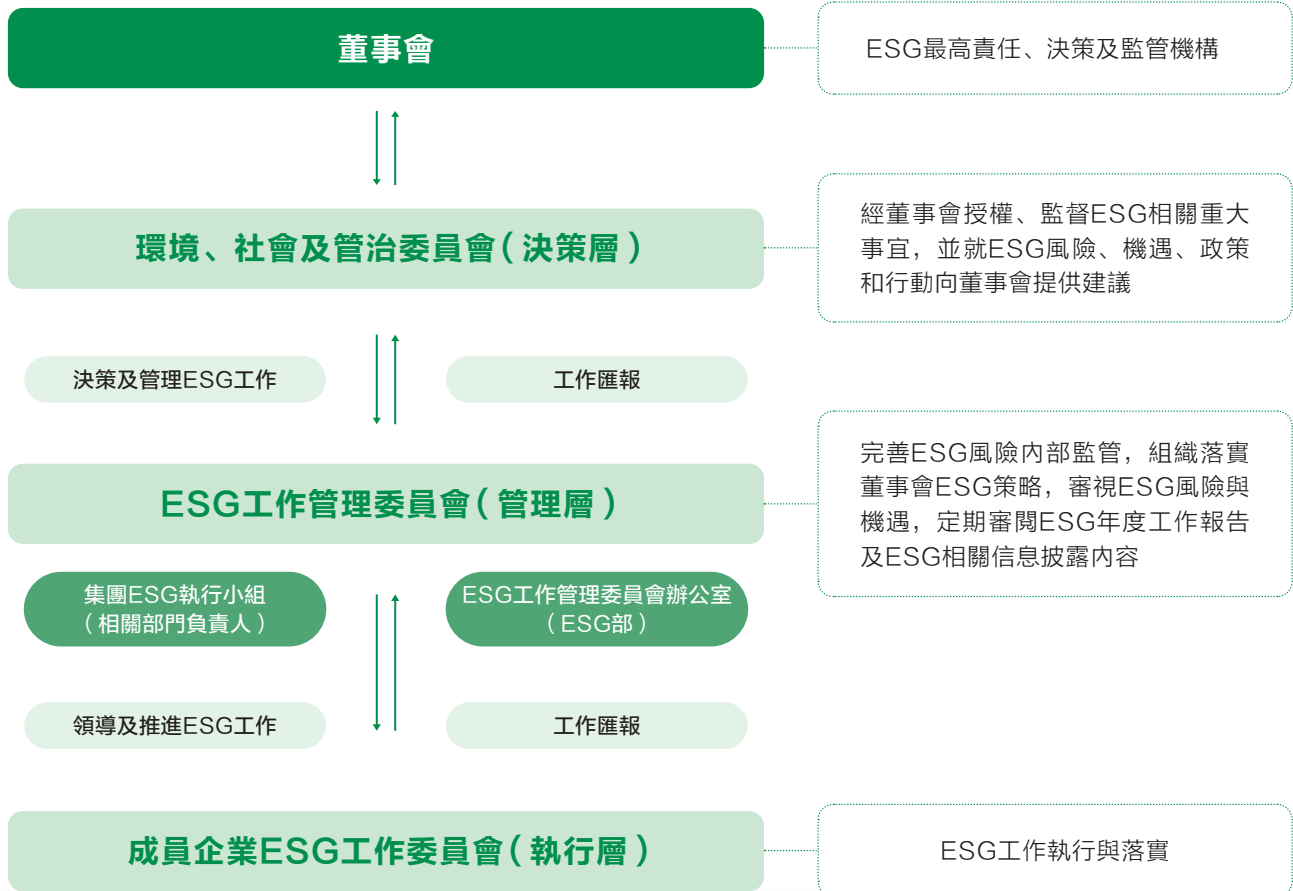 董事會
ESG最高責任、決策及監管機構
環境、社會及管治委員會（決策層）
經董事會授權、監督ESG相關重大
事宜，並就ESG風險、機遇、政策
和行動向董事會提供建議
決策及管理ESG工作
工作匯報
ESG工作管理委員會（管理層）
完善ESG風險內部監管，組織落實
董事會ESG策略，審視ESG風險與
機遇，定期審閱ESG年度工作報告
及ESG相關信息披露內容
集團ESG執行小組
（相關部門負責人）
ESG工作管理委員會辦公室
（ESG部）
領導及推進ESG工作
工作匯報
成員企業ESG工作委員會（執行層）
ESG工作執行與落實